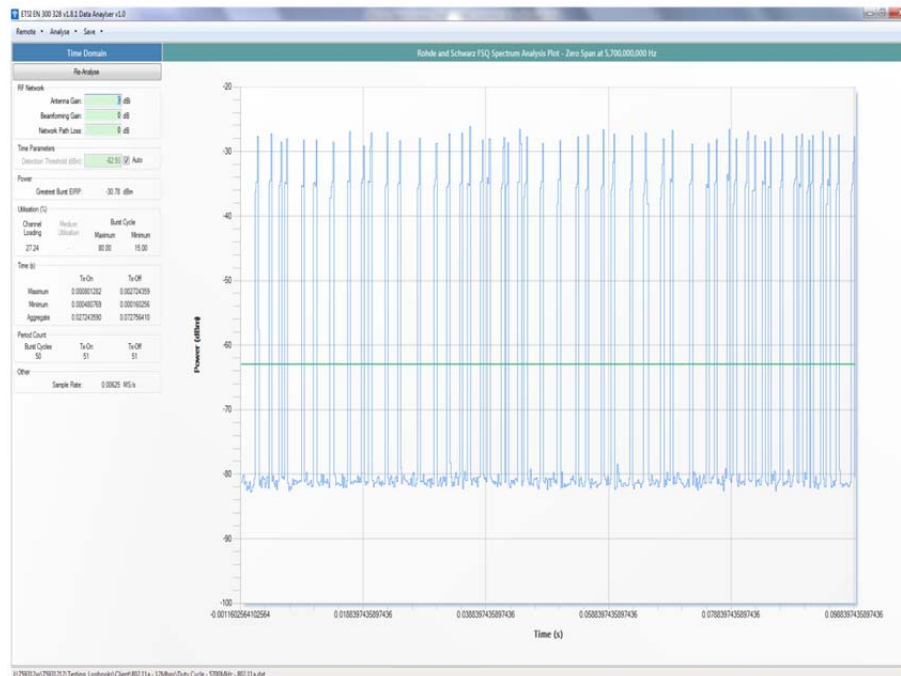 ETSI EN 300 328 v1.8.1 Data Anaylser v1.0
Remote Analyse Save
Time Domain
Re-Analyse
RF Network
Antenna Gain: dBi
Beamforming Gain: 0 dB
Network Path Loss: 0 dB
Time Parameters
Detection Threshold (dBm): -62.93 Auto
Power
Greatest Burst EIRP: -30.78 dBm
Utilisation (%)
Channel Loading
Medium Utilisation
Burst Cycle
Maximum Minimum
27.24 80.00 15.00
Time (s)
Tx-On Tx-Off
Maximum 0.000801282 0.002724359
Minimum 0.000480769 0.000160256
Aggregate 0.027243590 0.072756410
Period Count
Burst Cycles Tx-On Tx-Off
50 51 51
Other
Sample Rate: 0.00625 MS/s
Rohde and Schwarz FSQ Spectrum Analysis Plot - Zero Span at 5,700,000,000 Hz
Power (dBm)
-20
-30
-40
-50
-60
-70
-80
-90
-100
-0.0011602564102564 0.0188397435897436 0.0388397435897436 0.0588397435897436 0.0788397435897436 0.0988397435897436
Time (s)